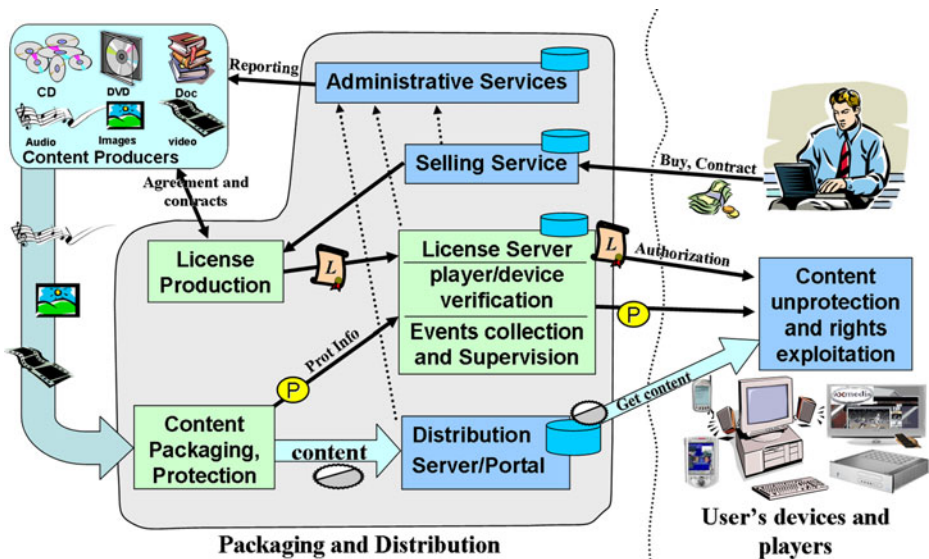 CD
DVD
Doc
Audio
Images
video
Content Producers
Reporting
Administrative Services
Selling Service
Buy, Contract
Agreement and
contracts
License
Production
L
License Server
player/device
verification
Events collection
and Supervision
L
Authorization
P
Content
unprotection
and rights
exploitation
Prot Info
P
Content
Packaging,
Protection
content
Distribution
Server/Portal
Get content
User's devices and
players
Packaging and Distribution